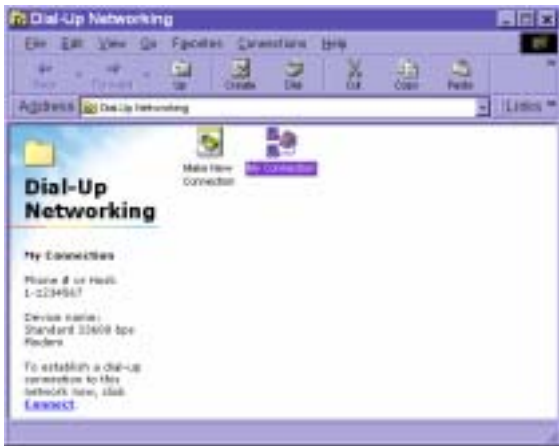 Dial-Up Networking
File Edit View Go Favorites Connections Help
Back Forward Up Create Dial Cut Copy Paste
Address Dial-Up Networking Links
Make New
Connection
My Connection
Dial-Up
Networking
My Connection
Phone # or Host:
1-1234567
Device name:
Standard 33600 bps
Modem
To establish a dial-up
connection to this
network now, click
Connect.